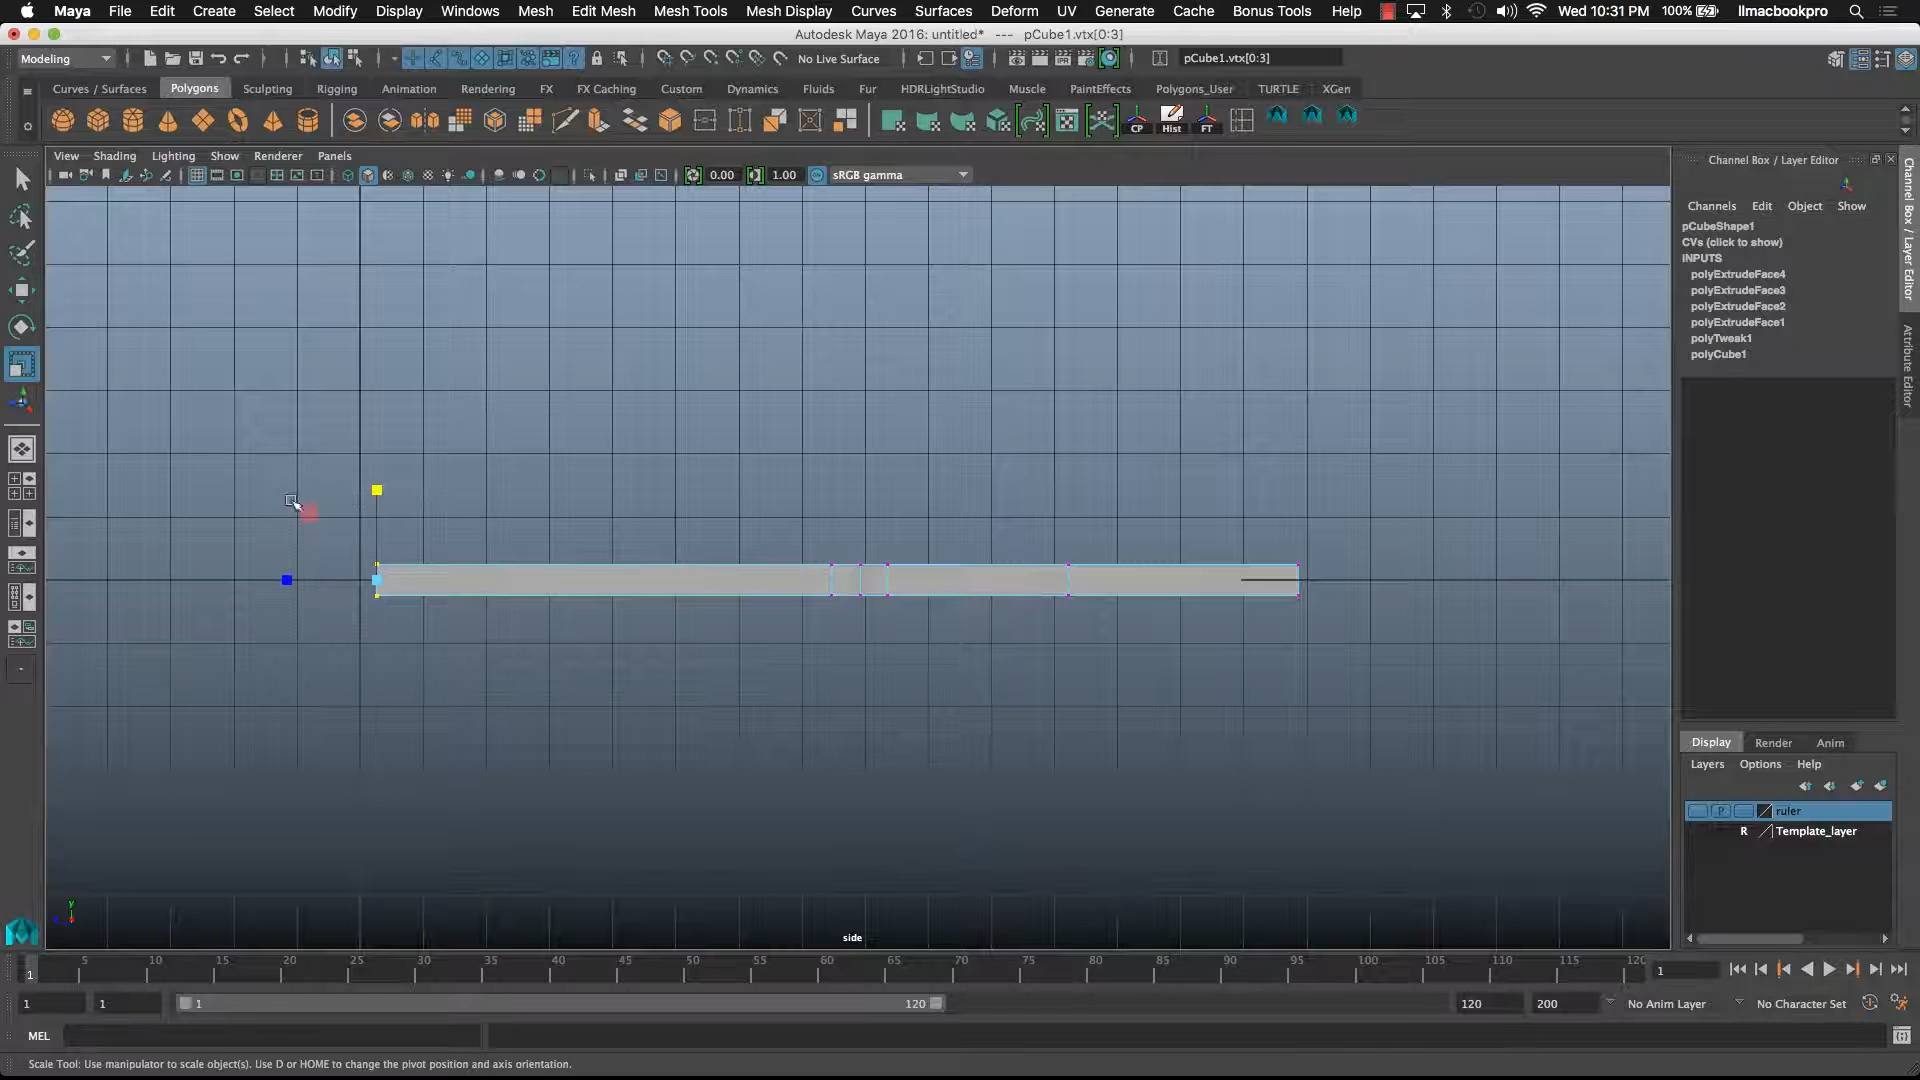 Maya File Edit Create Select Modify Display Windows Mesh Edit Mesh Mesh Tools Mesh Display Curves Surfaces Deform UV Generate Cache Bonus Tools Help Wed 10:31 PM 100% llmacbookpro
Autodesk Maya 2016: untitled* --- pCube1.vtx[0:3]
Modeling No Live Surface IPR pCube1.vtx[0:3]
Curves / Surfaces Polygons Sculpting Rigging Animation Rendering FX FX Caching Custom Dynamics Fluids Fur HDRLightStudio Muscle PaintEffects Polygons_User TURTLE XGen
CP Hist FT
View Shading Lighting Show Renderer Panels
0.00 1.00 sRGB gamma
Channel Box / Layer Editor
Channels Edit Object Show
pCubeShape1
CVs (click to show)
INPUTS
polyExtrudeFace4
polyExtrudeFace3
polyExtrudeFace2
polyExtrudeFace1
polyTweak1
polyCube1
Channel Box / Layer Editor
Attribute Editor
Display Render Anim
Layers Options Help
P ruler
R Template_layer
y
side
1 5 10 15 20 25 30 35 40 45 50 55 60 65 70 75 80 85 90 95 100 105 110 115 120 1
1 1 1 120 120 200 No Anim Layer No Character Set
MEL
Scale Tool: Use manipulator to scale object(s). Use D or HOME to change the pivot position and axis orientation.